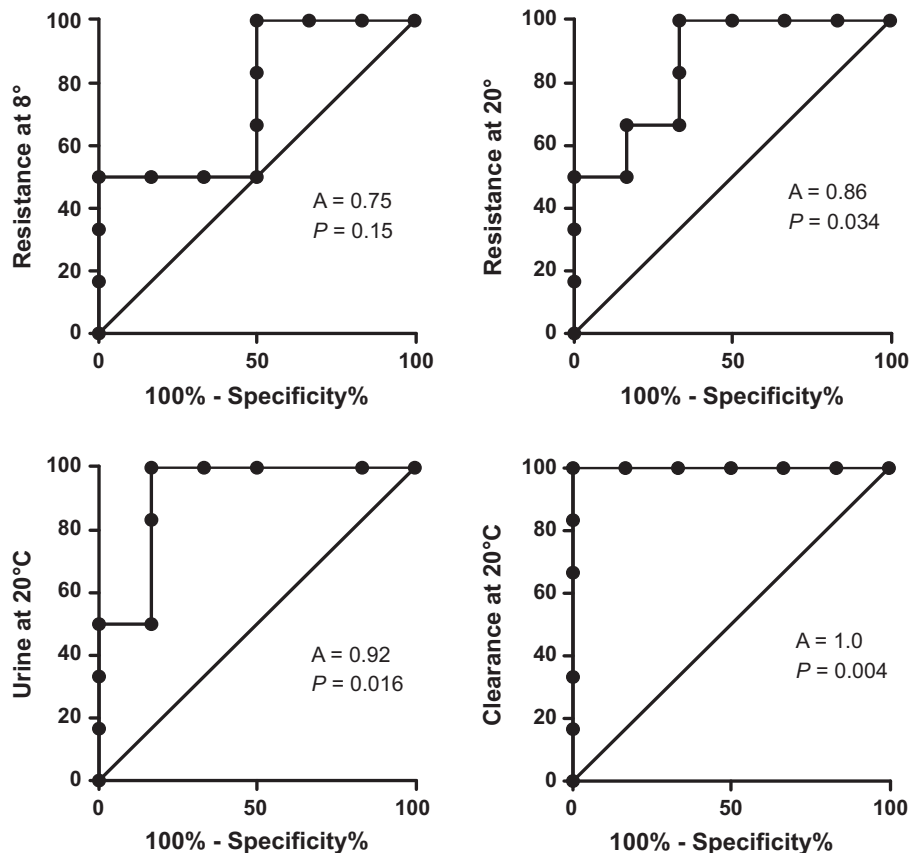 Resistance at 8°
100
80
60
40
20
0
0
50
100
100% - Specificity%
A = 0.75
P = 0.15
Resistance at 20°
100
80
60
40
20
0
0
50
100
100% - Specificity%
A = 0.86
P = 0.034
Urine at 20°C
100
80
60
40
20
0
0
50
100
100% - Specificity%
A = 0.92
P = 0.016
Clearance at 20°C
100
80
60
40
20
0
0
50
100
100% - Specificity%
A = 1.0
P = 0.004